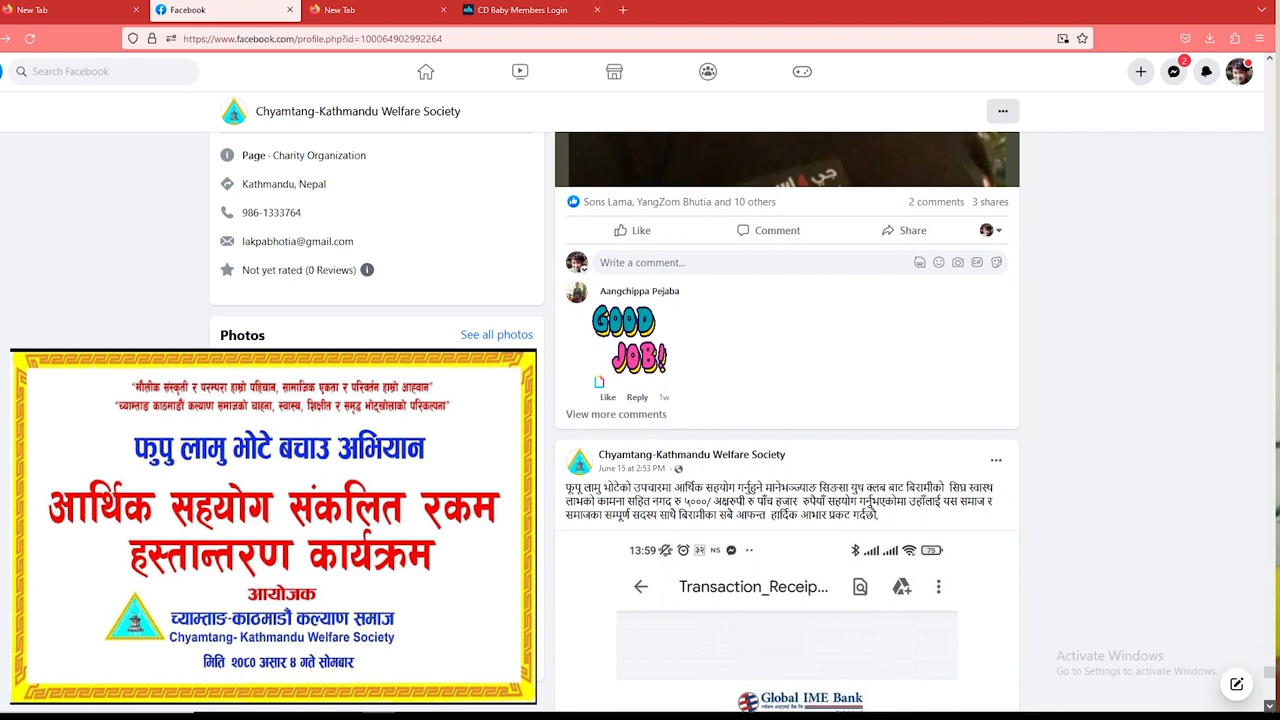 New Tab
Facebook
New Tab
CD Baby Members Login
https://www.facebook.com/profile.php?id=100064902992264
Search Facebook
2
Chyamtang-Kathmandu Welfare Society
Page · Charity Organization
Kathmandu, Nepal
986-1333764
lakpabhotia@gmail.com
Not yet rated (0 Reviews)
Photos
See all photos
"मौलीक संस्कृती र परम्परा हाम्रो पहिचान, सामाजिक एकता र परिवर्तन हाम्रो आह्वान"
"च्याम्ताङ काठमाडौं कल्याण समाजको चाहना, स्वास्थ, शिक्षीत र समृद्ध भोटखोलाको परिकल्पना"
फुपु लामु भोटे बचाउ अभियान
आर्थिक सहयोग संकलित रकम
हस्तान्तरण कार्यक्रम
आयोजक
च्याम्ताङ-काठमाडौं कल्याण समाज
Chyamtang- Kathmandu Welfare Society
मिति २०८० असार ४ गते सोमबार
Sons Lama, YangZom Bhutia and 10 others
2 comments 3 shares
Like
Comment
Share
Write a comment...
Aangchippa Pejaba
GOOD
JOB!
Like Reply 1w
View more comments
Chyamtang-Kathmandu Welfare Society
June 15 at 2:53 PM ·
फूपू लामु भोटेको उपचारमा आर्थिक सहयोग गर्नुहुने मानेभञ्ज्याङ सिङसा युथ क्लब बाट बिरामीको सिघ्र स्वास्थ
लाभको कामना सहित नगद रु ५०००/ अक्षरुपी रु पाँच हजार रुपैयाँ सहयोग गर्नुभएकोमा उहाँलाई यस समाज र
समाजका सम्पूर्ण सदस्य साथै बिरामीका सबै आफन्त हार्दिक आभार प्रकट गर्दछौ,
13:59 NS 75
Transaction_Receip...
Global IME Bank
Activate Windows
Go to Settings to activate Windows.